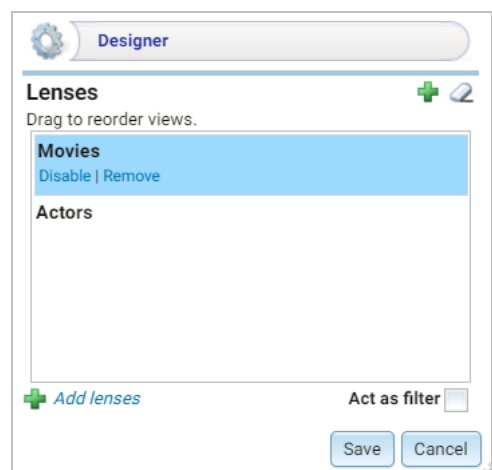 Designer
Lenses
Drag to reorder views.
Movies
Disable | Remove
Actors
Add lenses Act as filter
Save Cancel